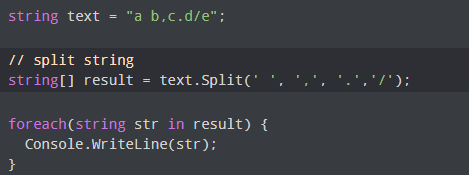 string text = "a b,c.d/e";
// split string
string[] result = text.Split(' ', ',', '.','/');
foreach(string str in result) {
  Console.WriteLine(str);
}